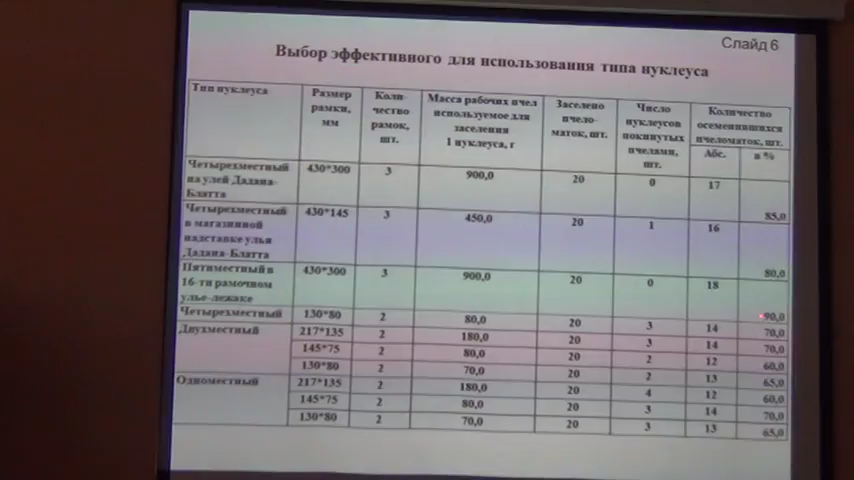 Слайд 6
Выбор эффективного для использования типа нуклеуса
Тип нуклеуса | Размер рамки, мм | Коли-чество рамок, шт. | Масса рабочих пчел используемое для заселения 1 нуклеуса, г | Заселено пчело-маток, шт. | Число нуклеусов покинутых пчелами, шт. | Количество осеменившихся пчеломаток, шт.
Абс. | в %
Четырехместный на улей Дадана-Блатта | 430*300 | 3 | 900,0 | 20 | 0 | 17 | 85,0
Четырехместный в магазинной надставке улья Дадана-Блатта | 430*145 | 3 | 450,0 | 20 | 1 | 16 | 80,0
Пятиместный в 16-ти рамочном улье-лежаке | 430*300 | 3 | 900,0 | 20 | 0 | 18 | 90,0
Четырехместный | 130*80 | 2 | 80,0 | 20 | 3 | 14 | 70,0
Двухместный | 217*135 | 2 | 180,0 | 20 | 3 | 14 | 70,0
145*75 | 2 | 80,0 | 20 | 2 | 12 | 60,0
130*80 | 2 | 70,0 | 20 | 2 | 13 | 65,0
Одноместный | 217*135 | 2 | 180,0 | 20 | 4 | 12 | 60,0
145*75 | 2 | 80,0 | 20 | 3 | 14 | 70,0
130*80 | 2 | 70,0 | 20 | 3 | 13 | 65,0